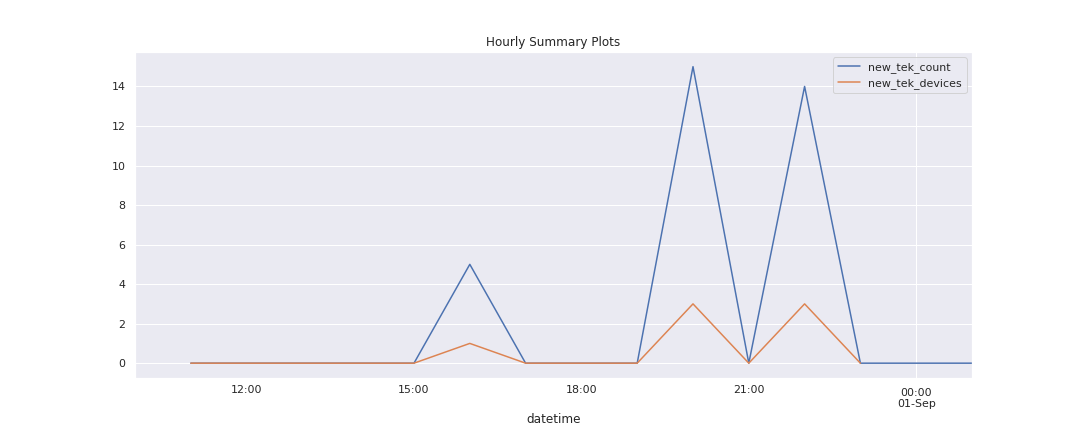 Hourly Summary Plots
new_tek_count
new_tek_devices
14
12
10
8
6
4
2
0
12:00
15:00
18:00
21:00
00:00
01-Sep
datetime